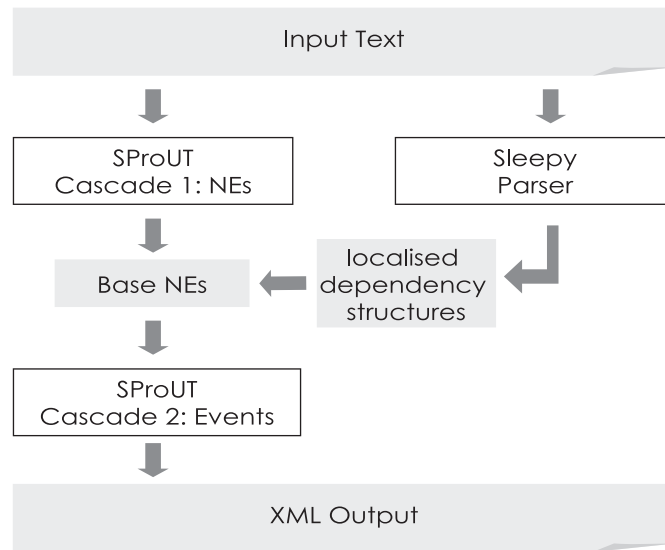 Input Text
SProUT
Cascade 1: NEs
Sleepy
Parser
localised
dependency
structures
Base NEs
SProUT
Cascade 2: Events
XML Output